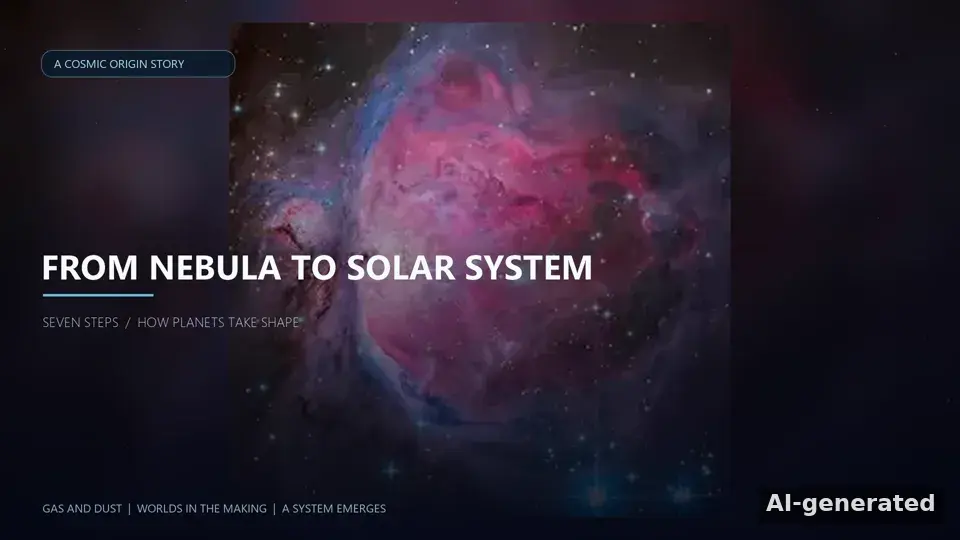 A COSMIC ORIGIN STORY
FROM NEBULA TO SOLAR SYSTEM
SEVEN STEPS / HOW PLANETS TAKE SHAPE
GAS AND DUST | WORLDS IN THE MAKING | A SYSTEM EMERGES
AI-generated